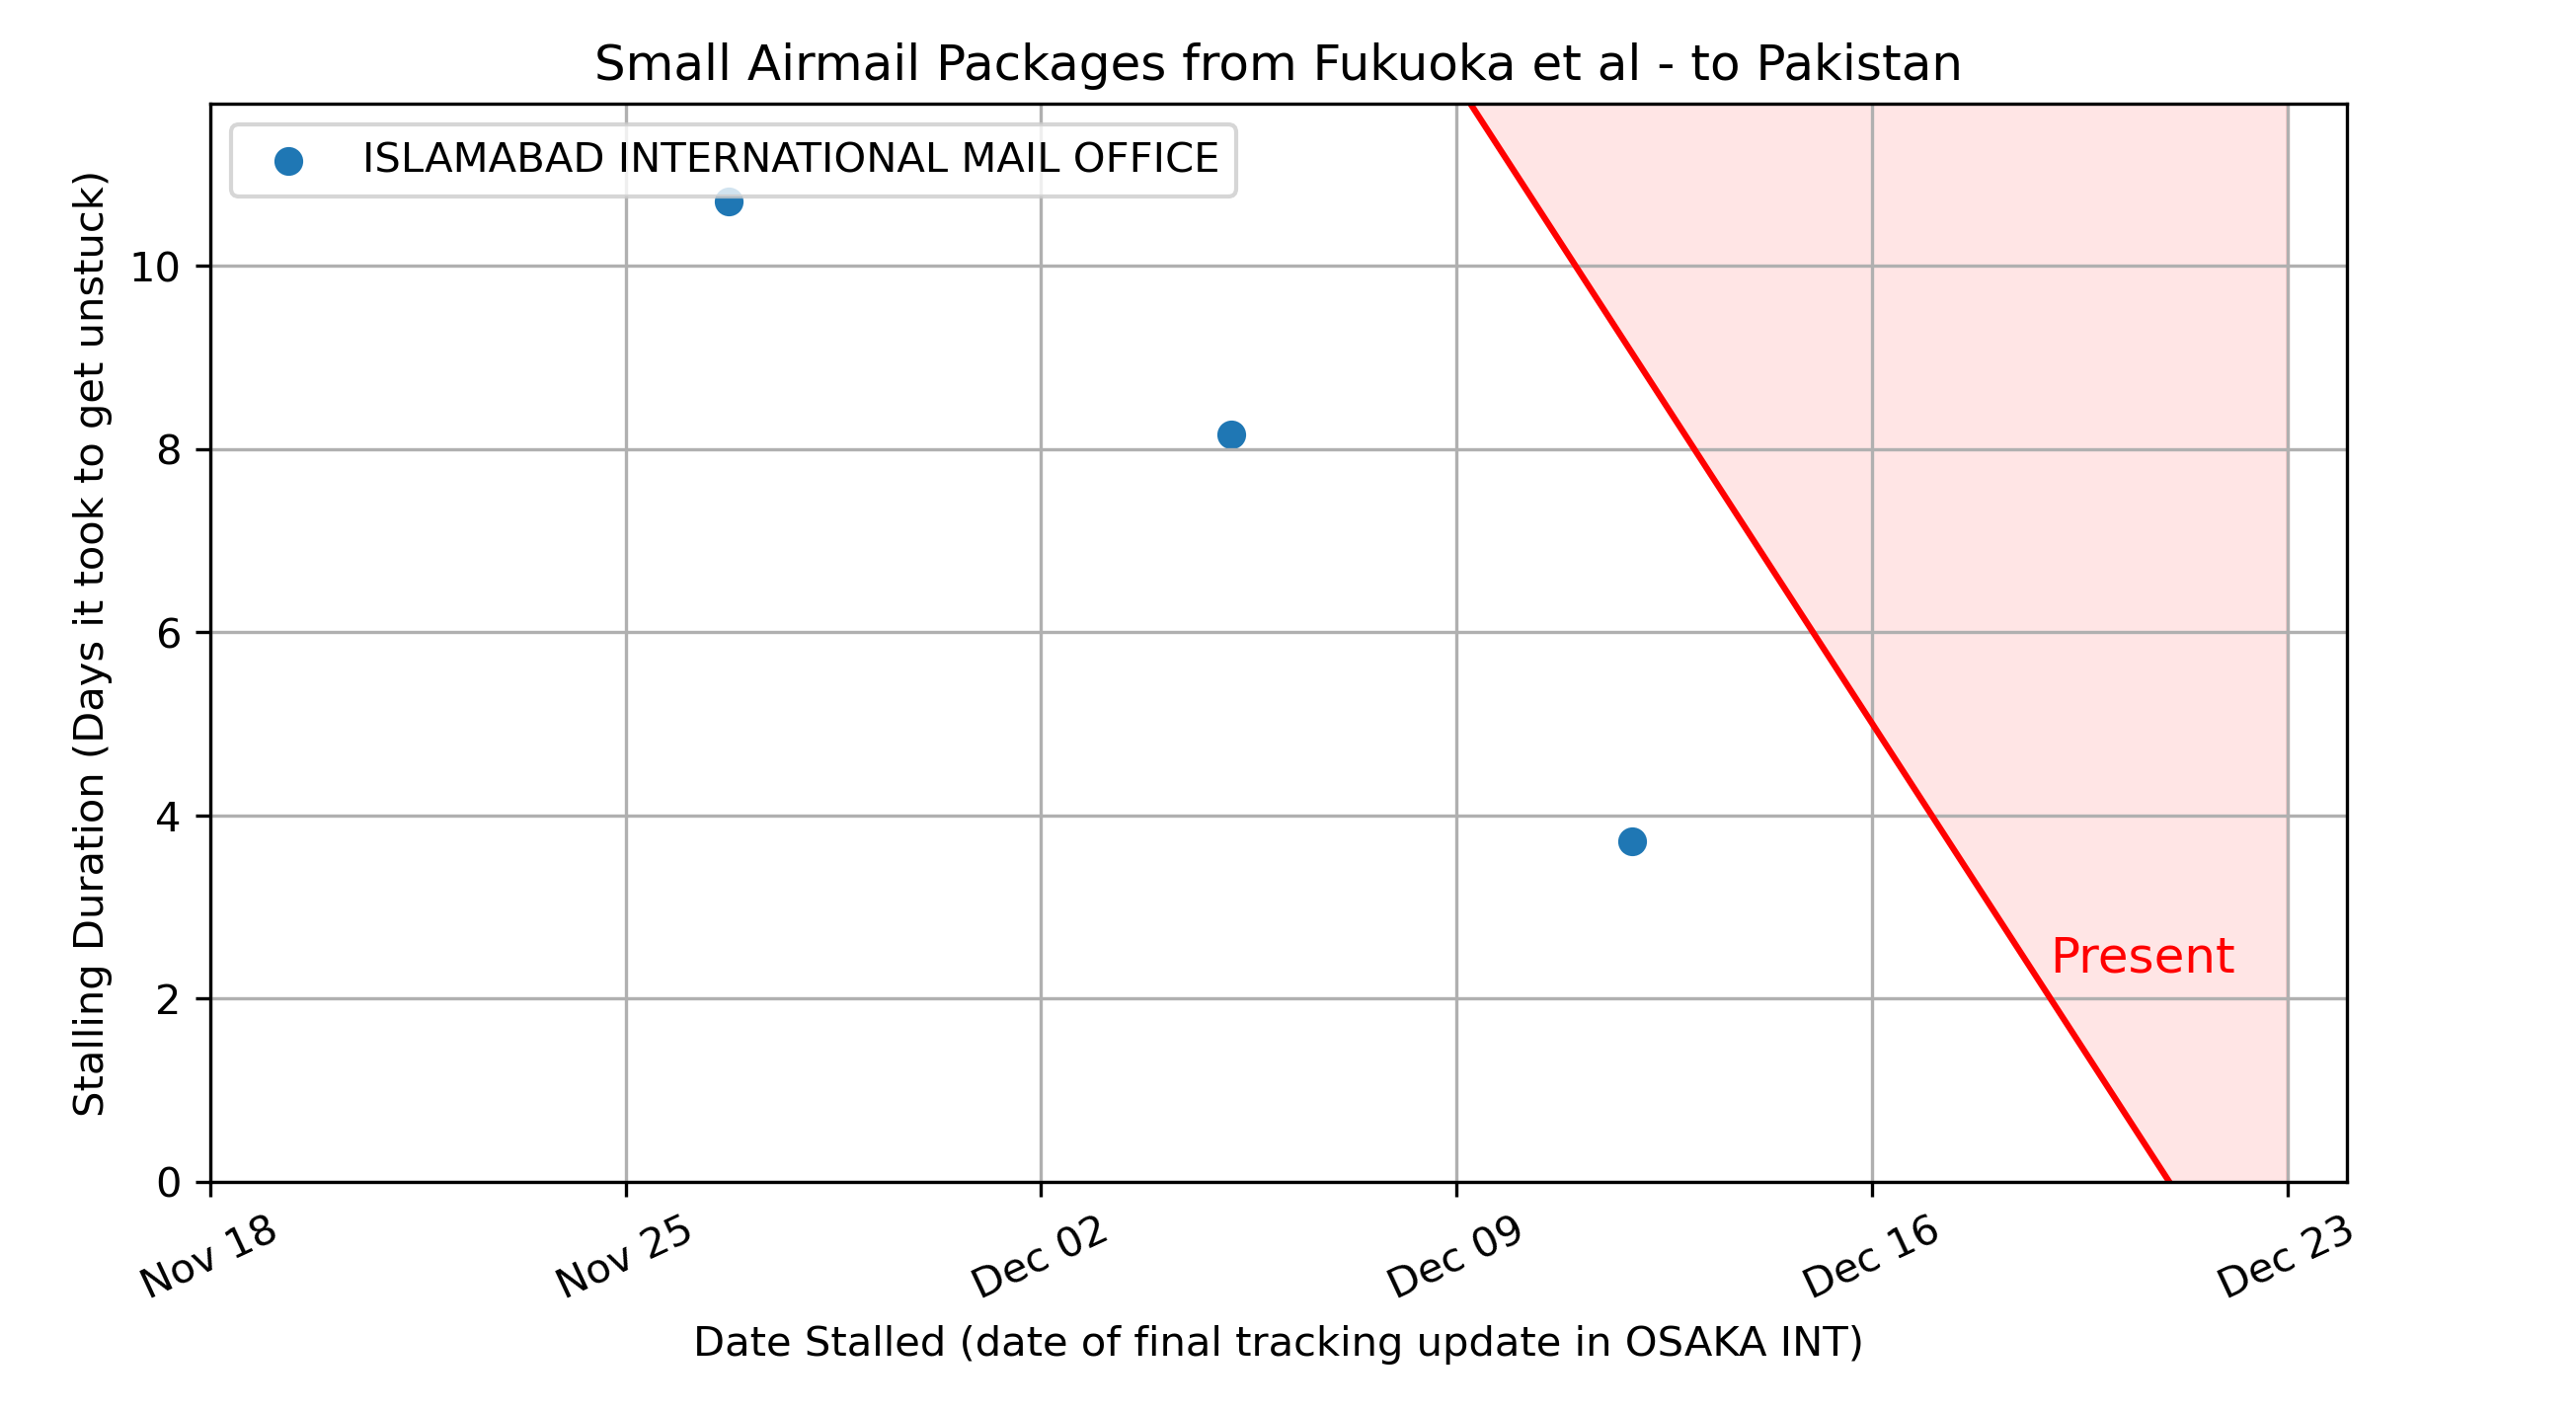 Small Airmail Packages from Fukuoka et al - to Pakistan
ISLAMABAD INTERNATIONAL MAIL OFFICE
Stalling Duration (Days it took to get unstuck)
10
8
6
4
2
0
Present
Nov 18
Nov 25
Dec 02
Dec 09
Dec 16
Dec 23
Date Stalled (date of final tracking update in OSAKA INT)